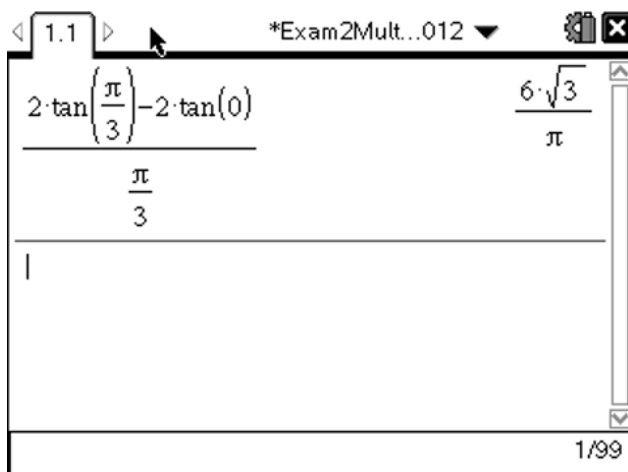 1.1 *Exam2Mult...012
2·tan(π/3)−2·tan(0)
π/3
6·√3
π
1/99